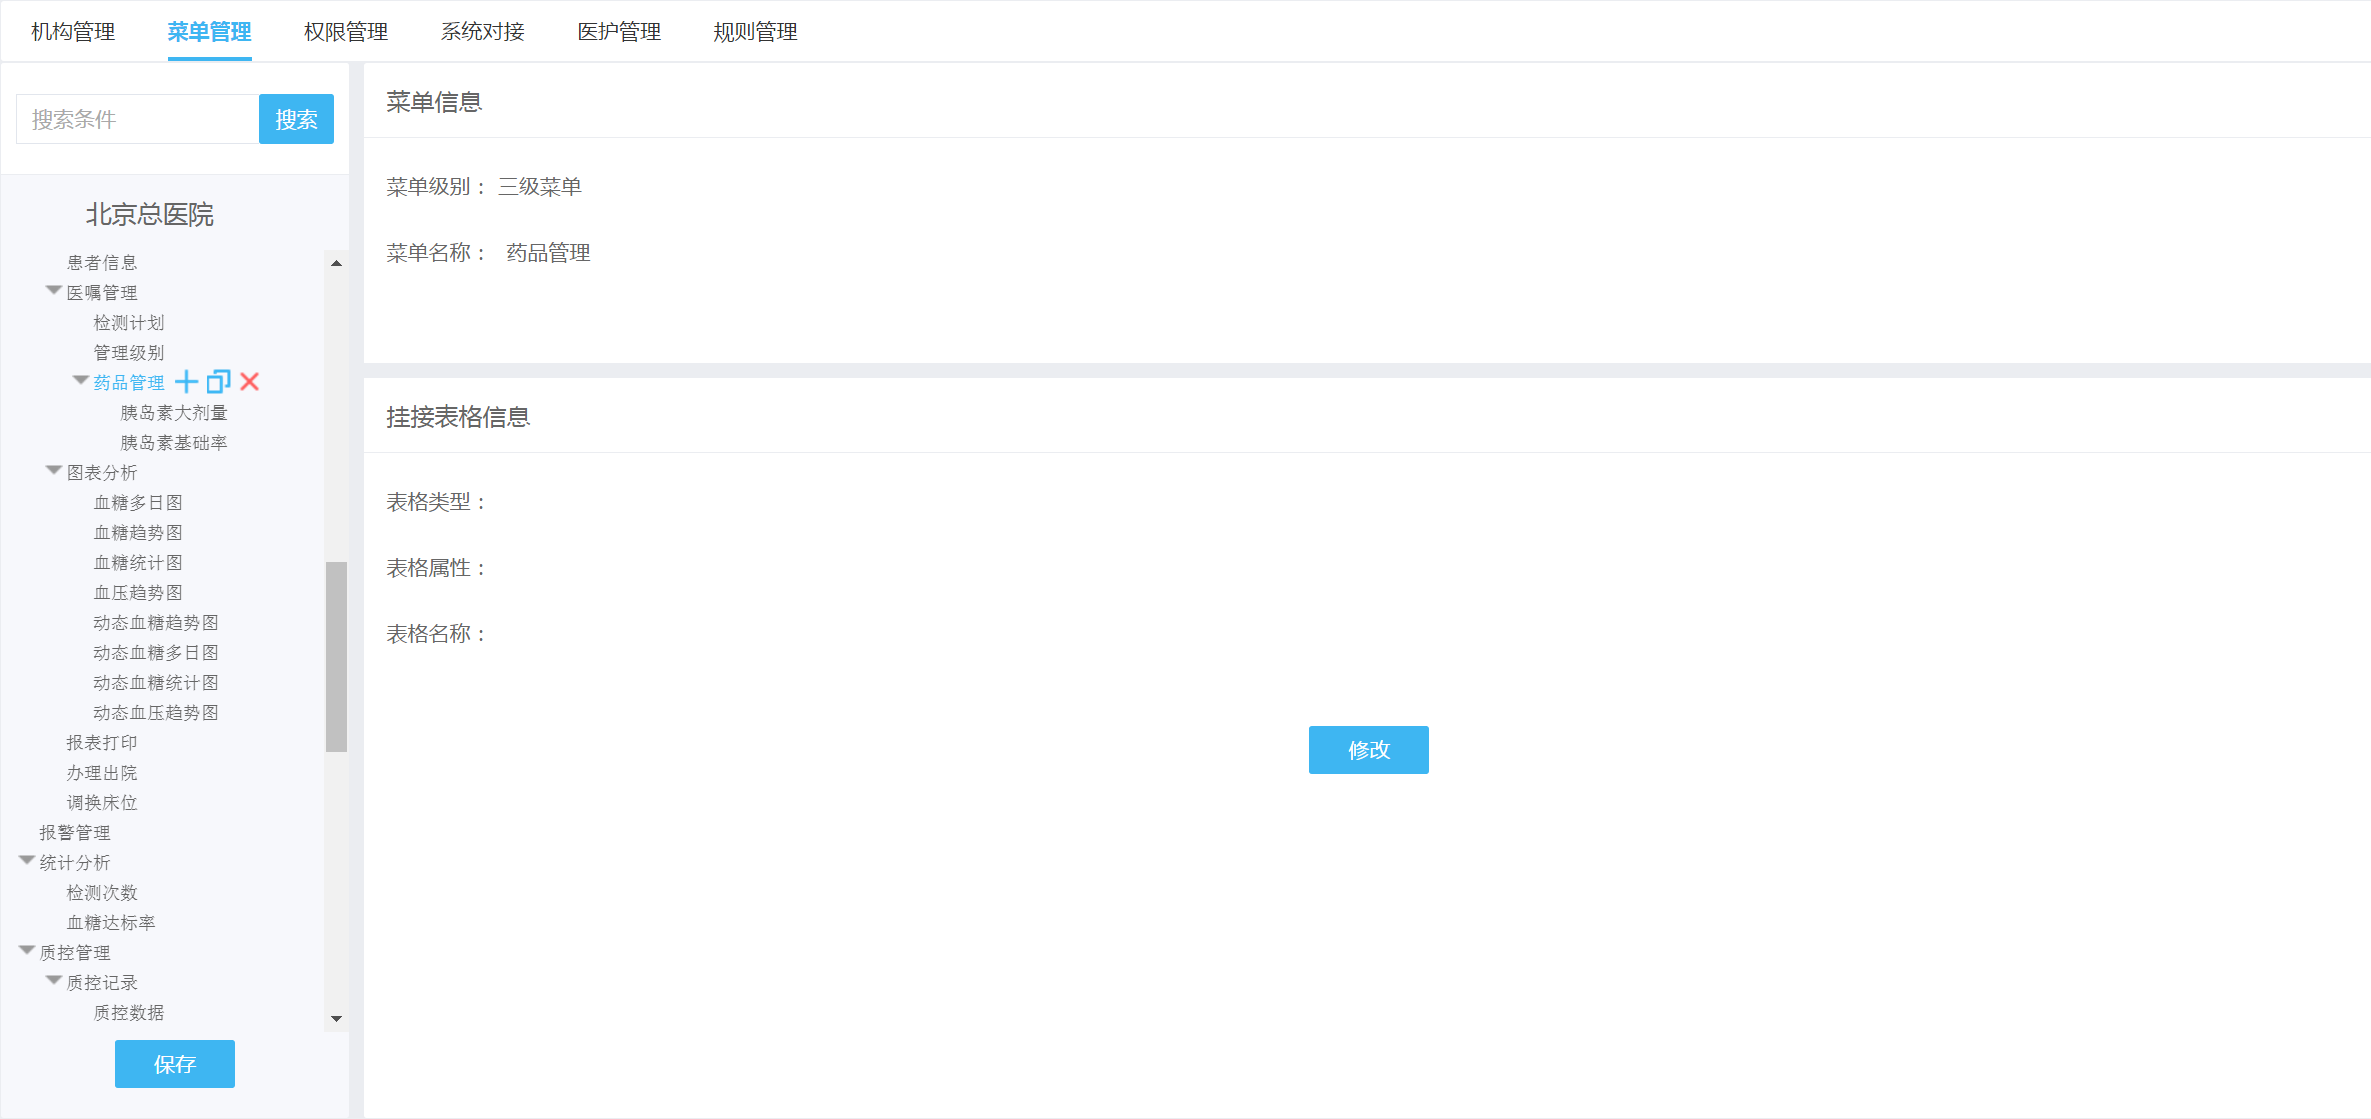 机构管理 菜单管理 权限管理 系统对接 医护管理 规则管理
搜索条件 搜索
北京总医院
患者信息
医嘱管理
检测计划
管理级别
药品管理
胰岛素大剂量
胰岛素基础率
图表分析
血糖多日图
血糖趋势图
血糖统计图
血压趋势图
动态血糖趋势图
动态血糖多日图
动态血糖统计图
动态血压趋势图
报表打印
办理出院
调换床位
报警管理
统计分析
检测次数
血糖达标率
质控管理
质控记录
质控数据
保存
菜单信息
菜单级别： 三级菜单
菜单名称： 药品管理
挂接表格信息
表格类型：
表格属性：
表格名称：
修改